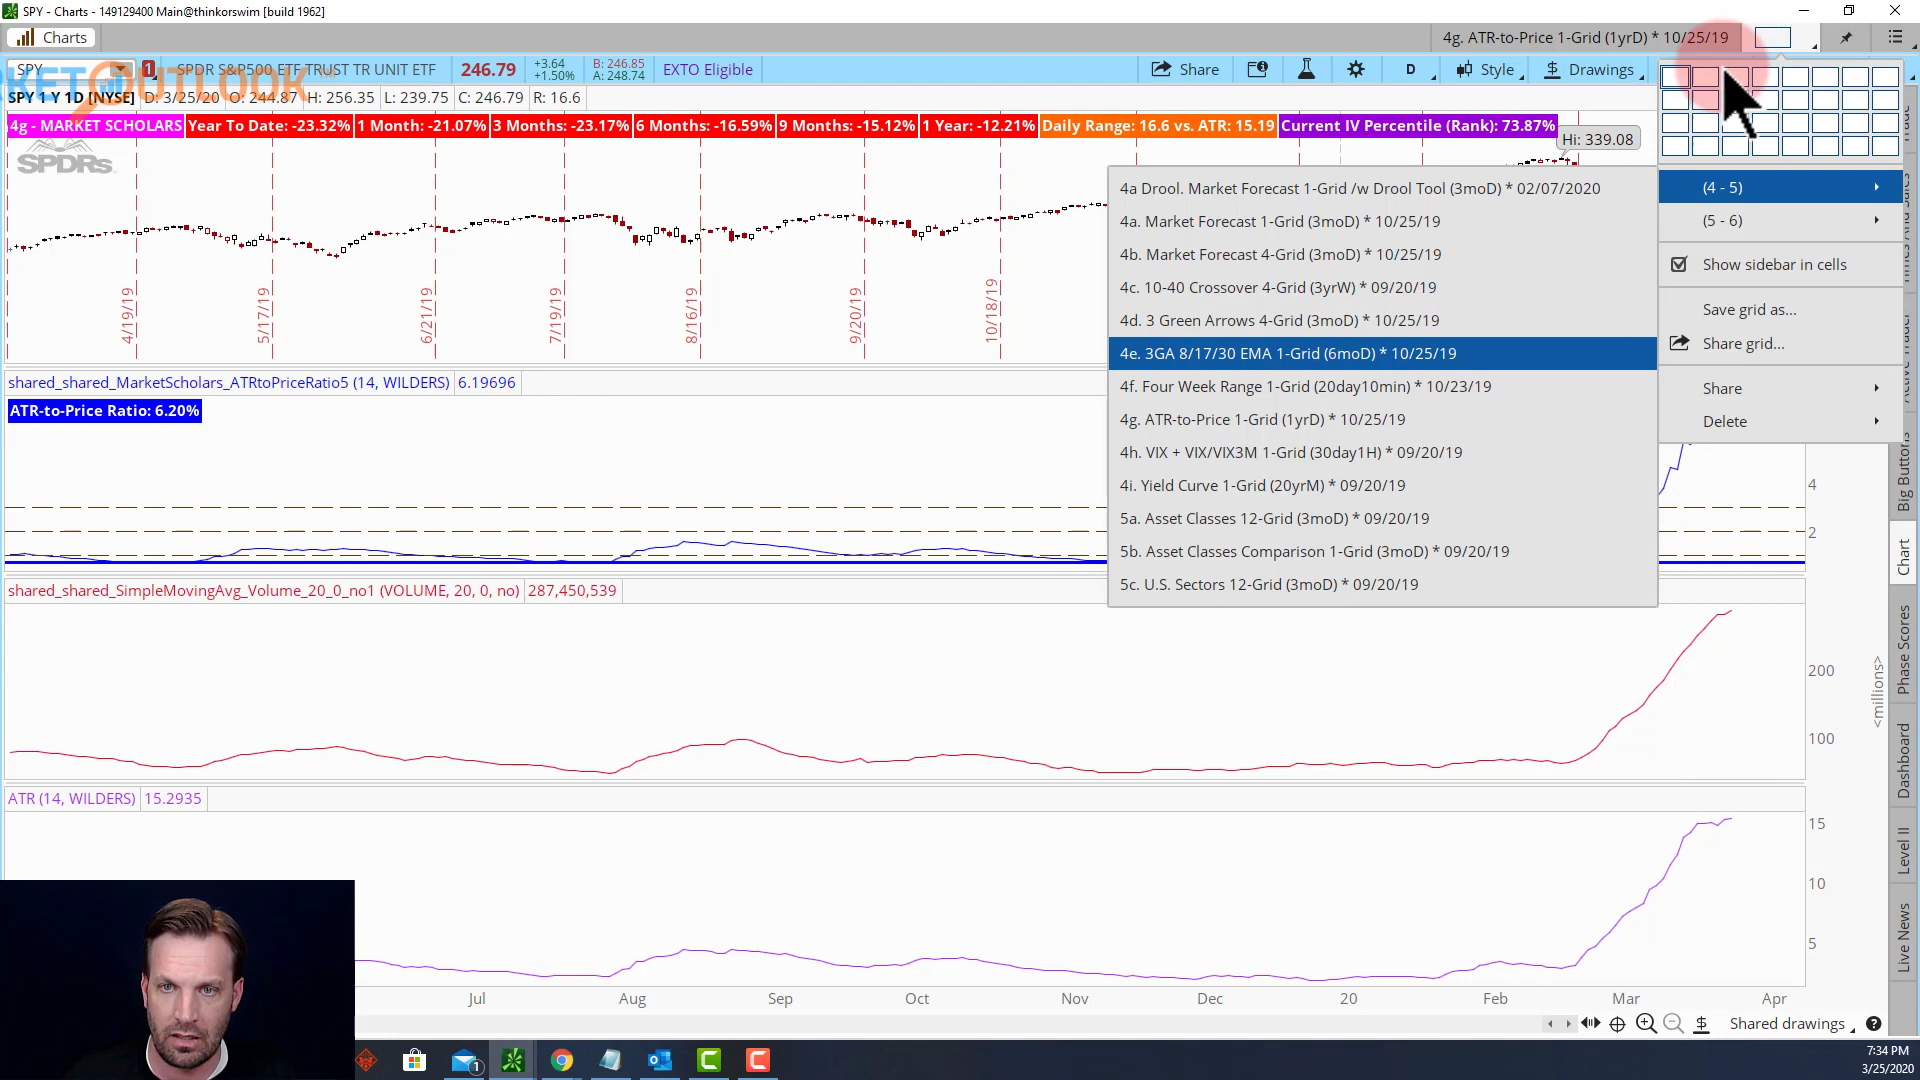 SPY - Charts - 149129400 Main@thinkorswim [build 1962]
Charts
4g. ATR-to-Price 1-Grid (1yrD) * 10/25/19
SPY
1
SPDR S&P500 ETF TRUST TR UNIT ETF
246.79
+3.64
+1.50%
B: 246.85
A: 248.74
EXTO Eligible
Share
D
Style
Drawings
KET OUTLOOK
SPY 1 Y 1D [NYSE]
D: 3/25/20
O: 244.87
H: 256.35
L: 239.75
C: 246.79
R: 16.6
4g - MARKET SCHOLARS
Year To Date: -23.32%
1 Month: -21.07%
3 Months: -23.17%
6 Months: -16.59%
9 Months: -15.12%
1 Year: -12.21%
Daily Range: 16.6 vs. ATR: 15.19
Current IV Percentile (Rank): 73.87%
Hi: 339.08
SPDRs
4/19/19
5/17/19
6/21/19
7/19/19
8/16/19
9/20/19
10/18/19
4a Drool. Market Forecast 1-Grid /w Drool Tool (3moD) * 02/07/2020
4a. Market Forecast 1-Grid (3moD) * 10/25/19
4b. Market Forecast 4-Grid (3moD) * 10/25/19
4c. 10-40 Crossover 4-Grid (3yrW) * 09/20/19
4d. 3 Green Arrows 4-Grid (3moD) * 10/25/19
4e. 3GA 8/17/30 EMA 1-Grid (6moD) * 10/25/19
4f. Four Week Range 1-Grid (20day10min) * 10/23/19
4g. ATR-to-Price 1-Grid (1yrD) * 10/25/19
4h. VIX + VIX/VIX3M 1-Grid (30day1H) * 09/20/19
4i. Yield Curve 1-Grid (20yrM) * 09/20/19
5a. Asset Classes 12-Grid (3moD) * 09/20/19
5b. Asset Classes Comparison 1-Grid (3moD) * 09/20/19
5c. U.S. Sectors 12-Grid (3moD) * 09/20/19
(4 - 5)
(5 - 6)
Show sidebar in cells
Save grid as...
Share grid...
Share
Delete
shared_shared_MarketScholars_ATRtoPriceRatio5 (14, WILDERS)
6.19696
ATR-to-Price Ratio: 6.20%
4
2
shared_shared_SimpleMovingAvg_Volume_20_0_no1 (VOLUME, 20, 0, no)
287,450,539
200
100
<millions>
ATR (14, WILDERS)
15.2935
15
10
5
Jul
Aug
Sep
Oct
Nov
Dec
20
Feb
Mar
Apr
Shared drawings
Big Buttons
Chart
Phase Scores
Dashboard
Level II
Live News
1
7:34 PM
3/25/2020